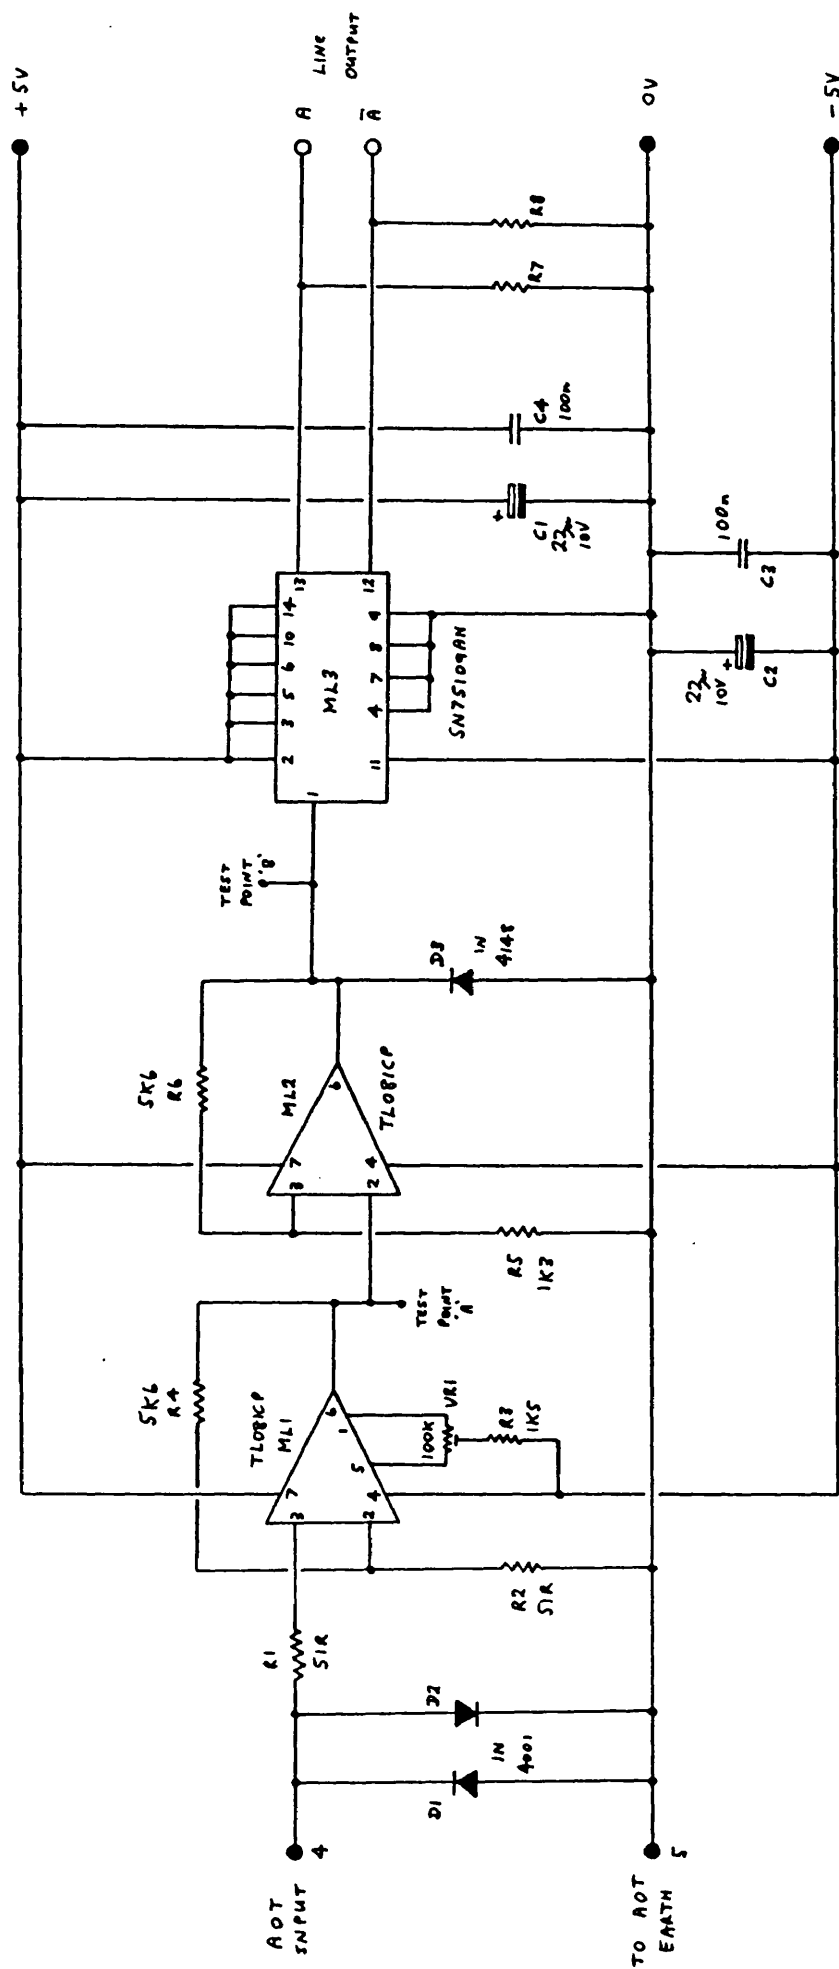 AOT
INPUT
4
TO AOT
EARTH
5
D1
IN
4001
D2
R1
51R
R2
51R
5K6
R4
TL081CP
ML1
7
3
2
4
6
1
5
100K
VR1
R3
1K5
TEST
POINT
'A'
R5
1K3
5K6
R6
ML2
TL081CP
7
3
2
4
6
D3
IN
4148
TEST
POINT 'B'
1
ML3
2
3
5
6
10
14
13
12
11
4
7
8
9
SN75109AN
22µ
10V
+
C2
100n
C3
+
C1
22µ
10V
C4
100n
R7
R8
+5V
A
LINE
OUTPUT
Ā
0V
-5V